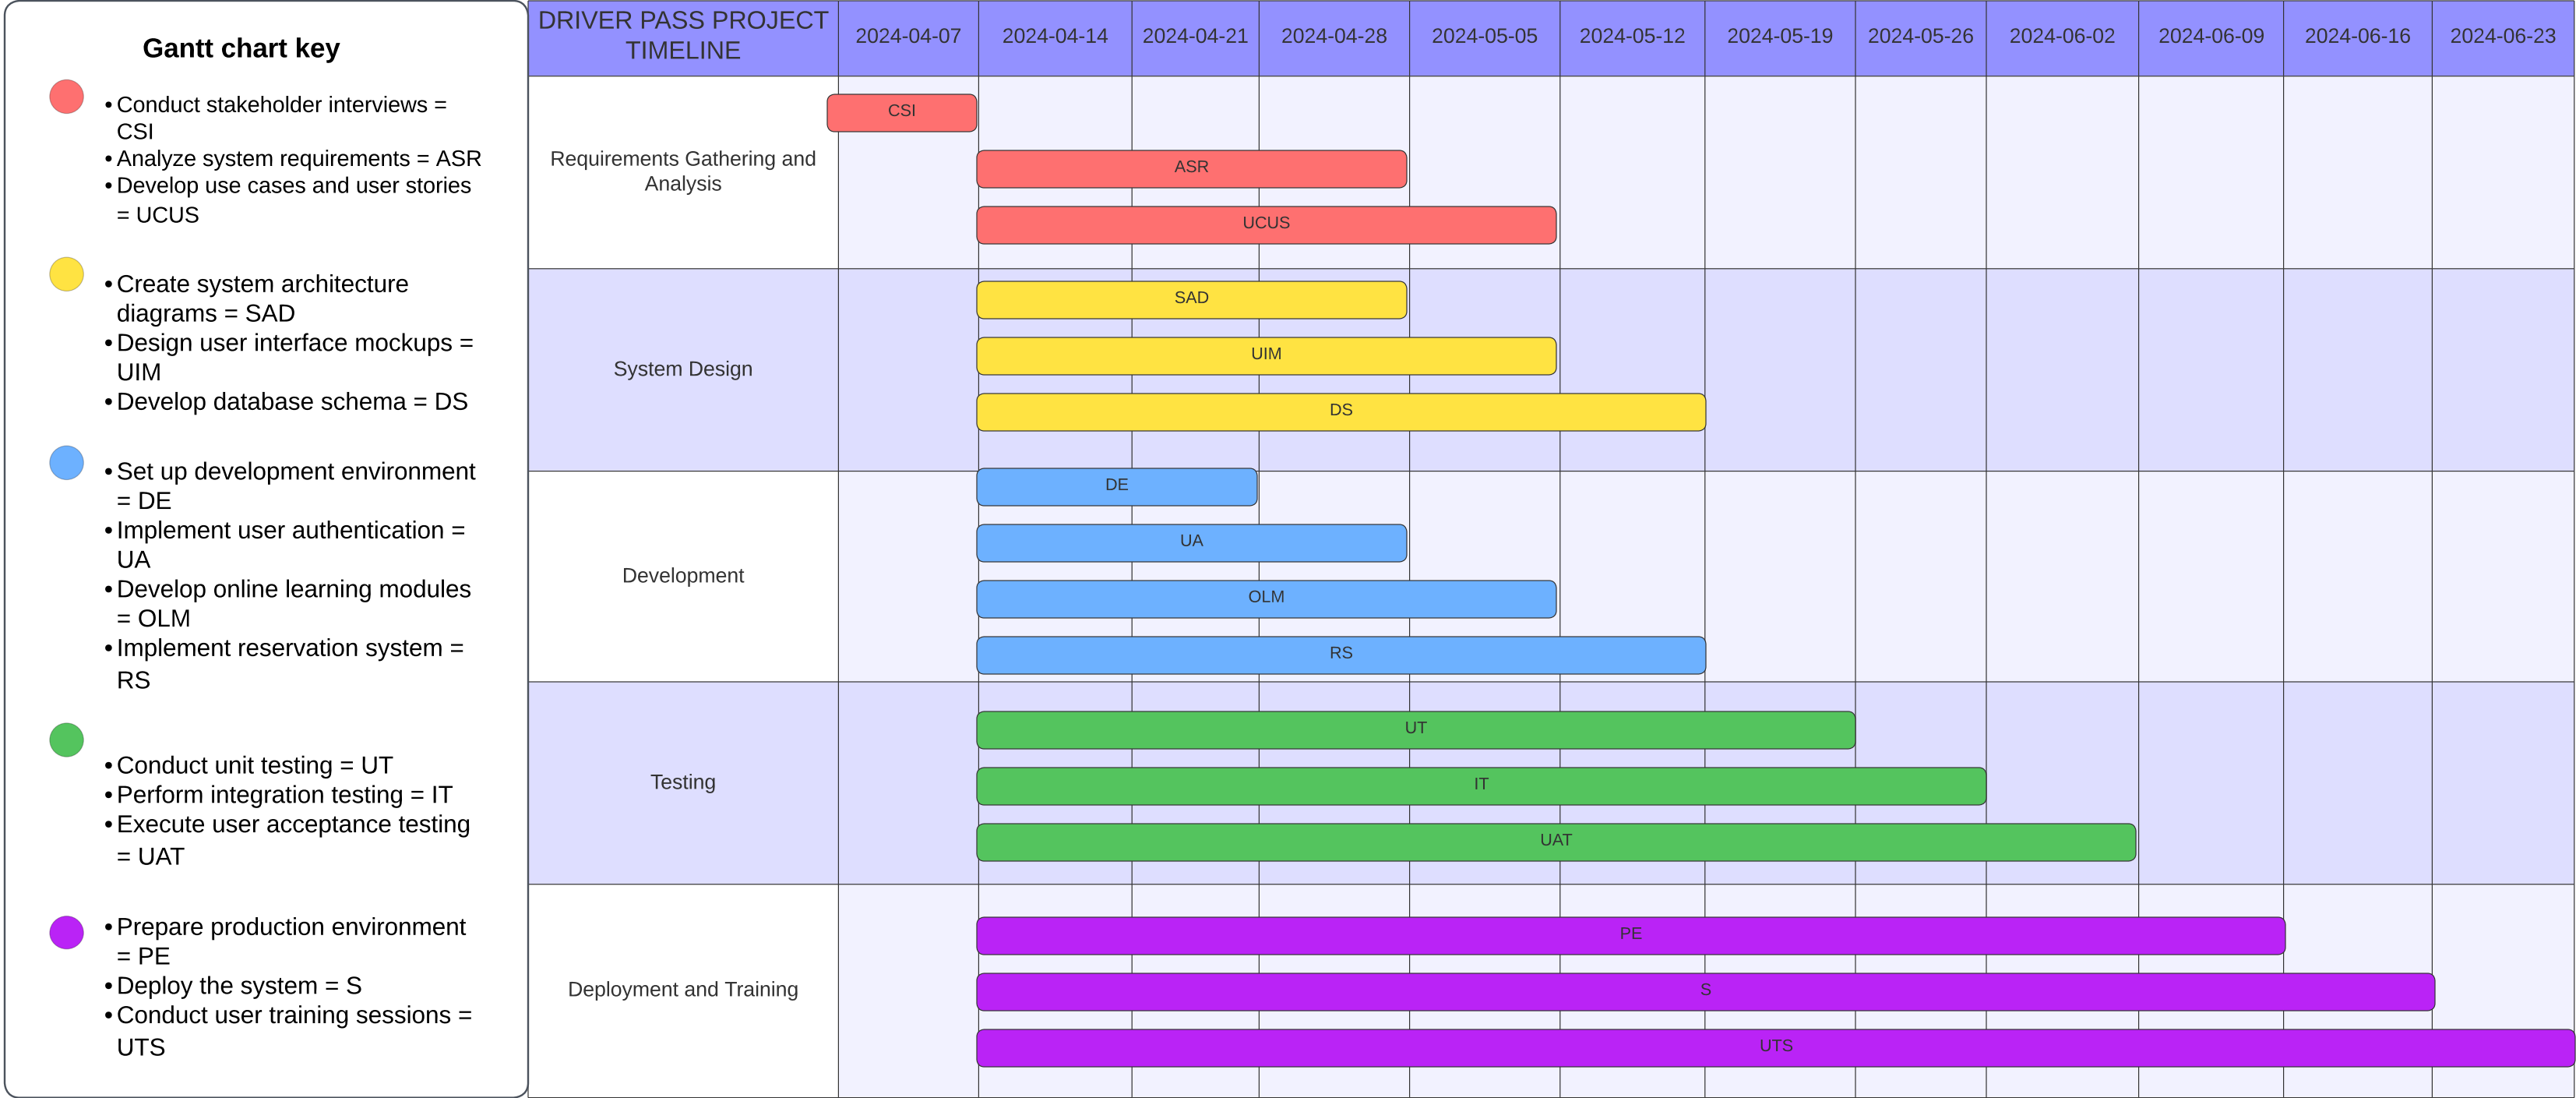 Gantt chart key
•Conduct stakeholder interviews =
CSI
•Analyze system requirements = ASR
•Develop use cases and user stories
= UCUS
•Create system architecture
diagrams = SAD
•Design user interface mockups =
UIM
•Develop database schema = DS
•Set up development environment
= DE
•Implement user authentication =
UA
•Develop online learning modules
= OLM
•Implement reservation system =
RS
•Conduct unit testing = UT
•Perform integration testing = IT
•Execute user acceptance testing
= UAT
•Prepare production environment
= PE
•Deploy the system = S
•Conduct user training sessions =
UTS
DRIVER PASS PROJECT
TIMELINE
2024-04-07
2024-04-14
2024-04-21
2024-04-28
2024-05-05
2024-05-12
2024-05-19
2024-05-26
2024-06-02
2024-06-09
2024-06-16
2024-06-23
Requirements Gathering and
Analysis
CSI
ASR
UCUS
System Design
SAD
UIM
DS
Development
DE
UA
OLM
RS
Testing
UT
IT
UAT
Deployment and Training
PE
S
UTS